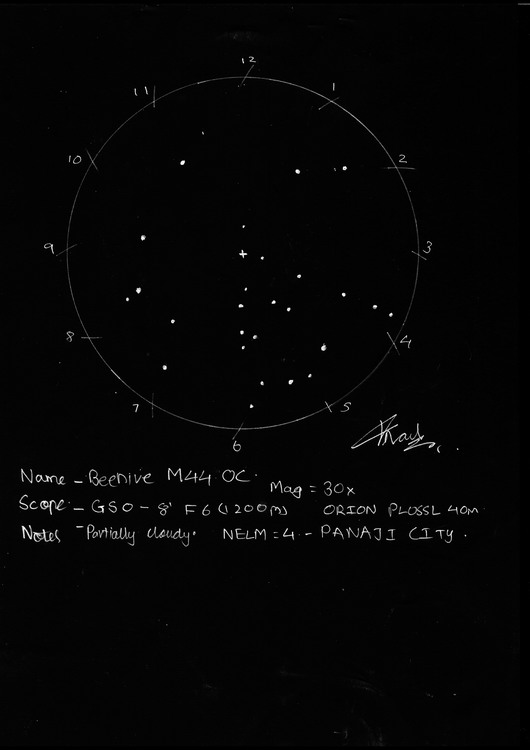 12
11
1
10
2
9
3
8
4
7
5
6
Name - Beehive M44 OC.
Mag = 30x
Scope - GSO - 8" F6 (1200m)
ORION PLOSSL 40m
Notes - Partially cloudy. NELM = 4 - PANAJI CITY.